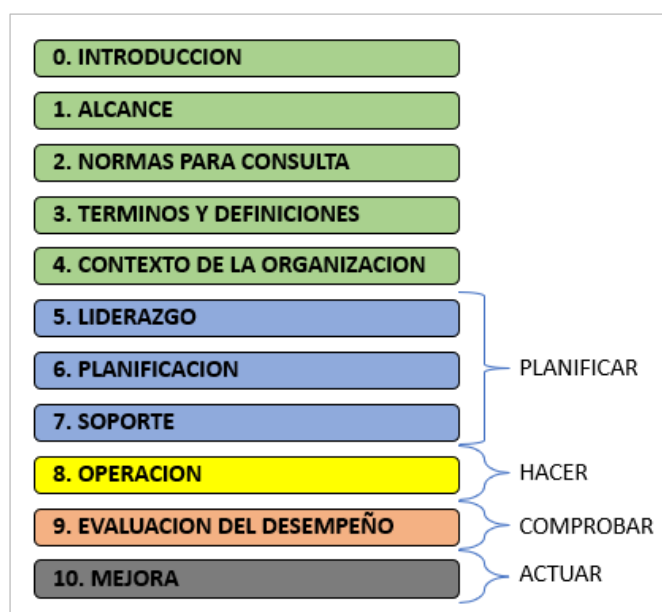 0. INTRODUCCION
1. ALCANCE
2. NORMAS PARA CONSULTA
3. TERMINOS Y DEFINICIONES
4. CONTEXTO DE LA ORGANIZACION
5. LIDERAZGO
6. PLANIFICACION
7. SOPORTE
PLANIFICAR
8. OPERACION
HACER
9. EVALUACION DEL DESEMPEÑO
COMPROBAR
10. MEJORA
ACTUAR